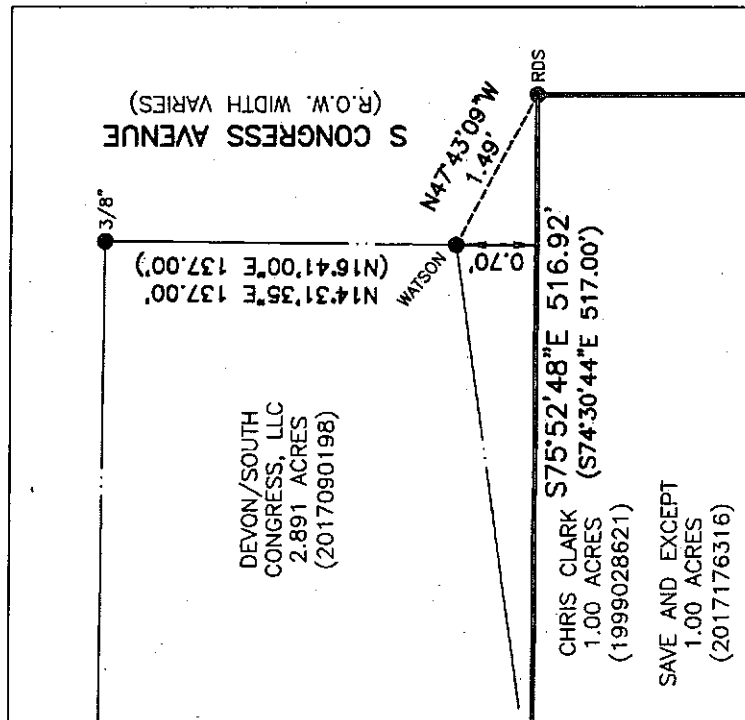 S CONGRESS AVENUE
(R.O.W. WIDTH VARIES)
3/8"
RDS
N47°43'09"W
1.49'
N14°31'35"E 137.00'
(N16°41'00"E 137.00')
WATSON
0.70'
DEVON/SOUTH
CONGRESS, LLC
2.891 ACRES
(2017090198)
S75°52'48"E 516.92'
(S74°30'44"E 517.00')
CHRIS CLARK
1.00 ACRES
(1999028621)
SAVE AND EXCEPT
1.00 ACRES
(2017176316)